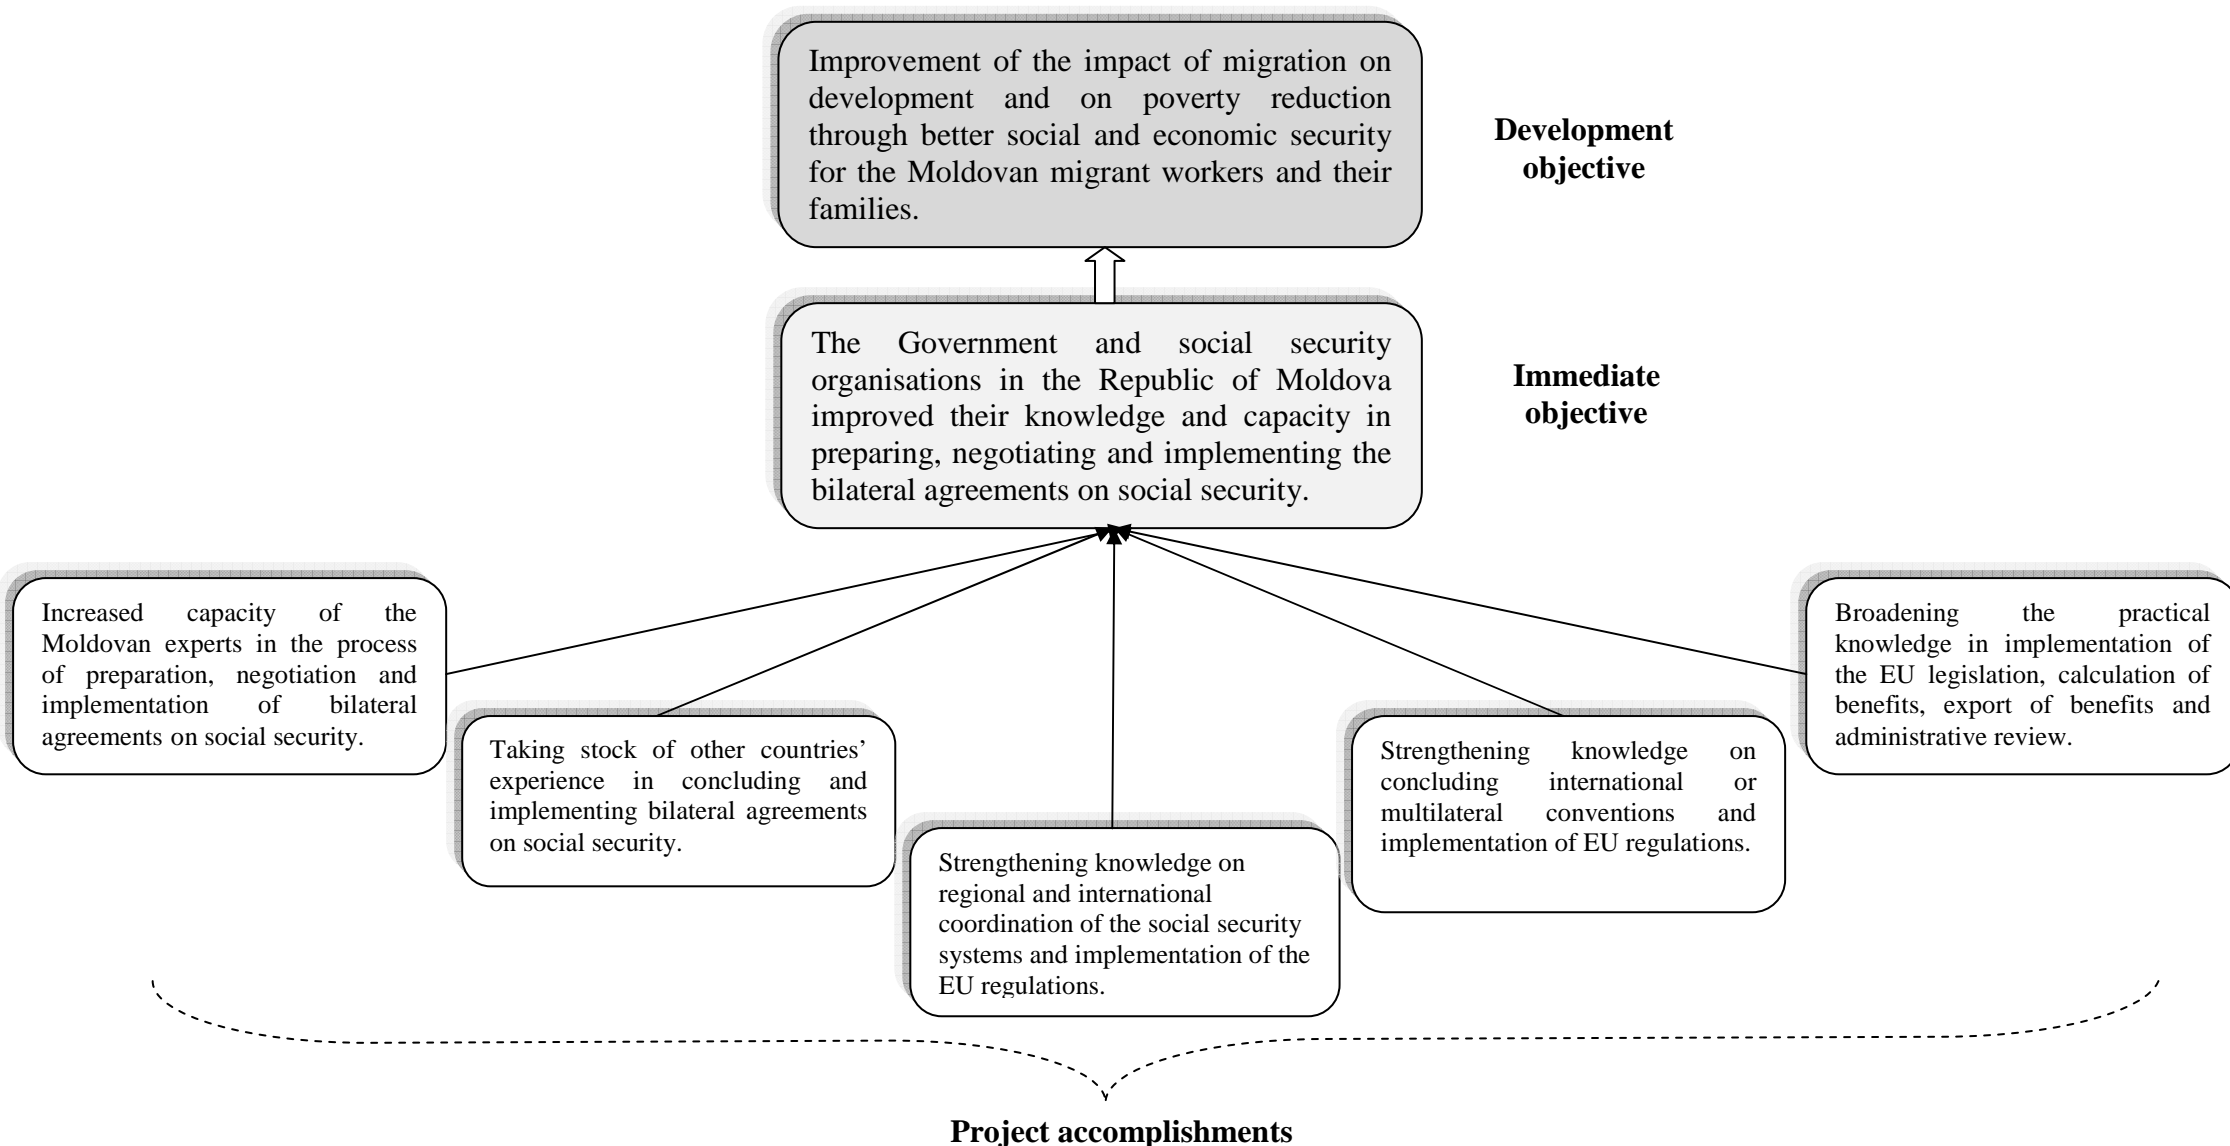 Improvement of the impact of migration on
development and on poverty reduction
through better social and economic security
for the Moldovan migrant workers and their
families.
Development
objective
The Government and social security
organisations in the Republic of Moldova
improved their knowledge and capacity in
preparing, negotiating and implementing the
bilateral agreements on social security.
Immediate
objective
Increased capacity of the
Moldovan experts in the process
of preparation, negotiation and
implementation of bilateral
agreements on social security.
Taking stock of other countries’
experience in concluding and
implementing bilateral agreements
on social security.
Strengthening knowledge on
regional and international
coordination of the social security
systems and implementation of the
EU regulations.
Strengthening knowledge on
concluding international or
multilateral conventions and
implementation of EU regulations.
Broadening the practical
knowledge in implementation of
the EU legislation, calculation of
benefits, export of benefits and
administrative review.
Project accomplishments